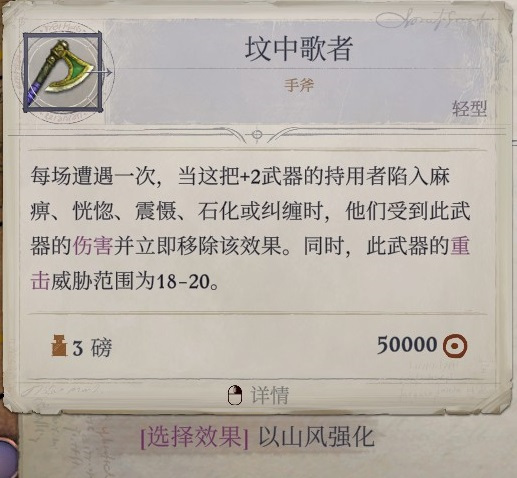 坟中歌者
手斧
轻型
每场遭遇一次，当这把+2武器的持用者陷入麻
痹、恍惚、震慑、石化或纠缠时，他们受到此武
器的伤害并立即移除该效果。同时，此武器的重
击威胁范围为18-20。
3 磅
50000
详情
[选择效果] 以山风强化